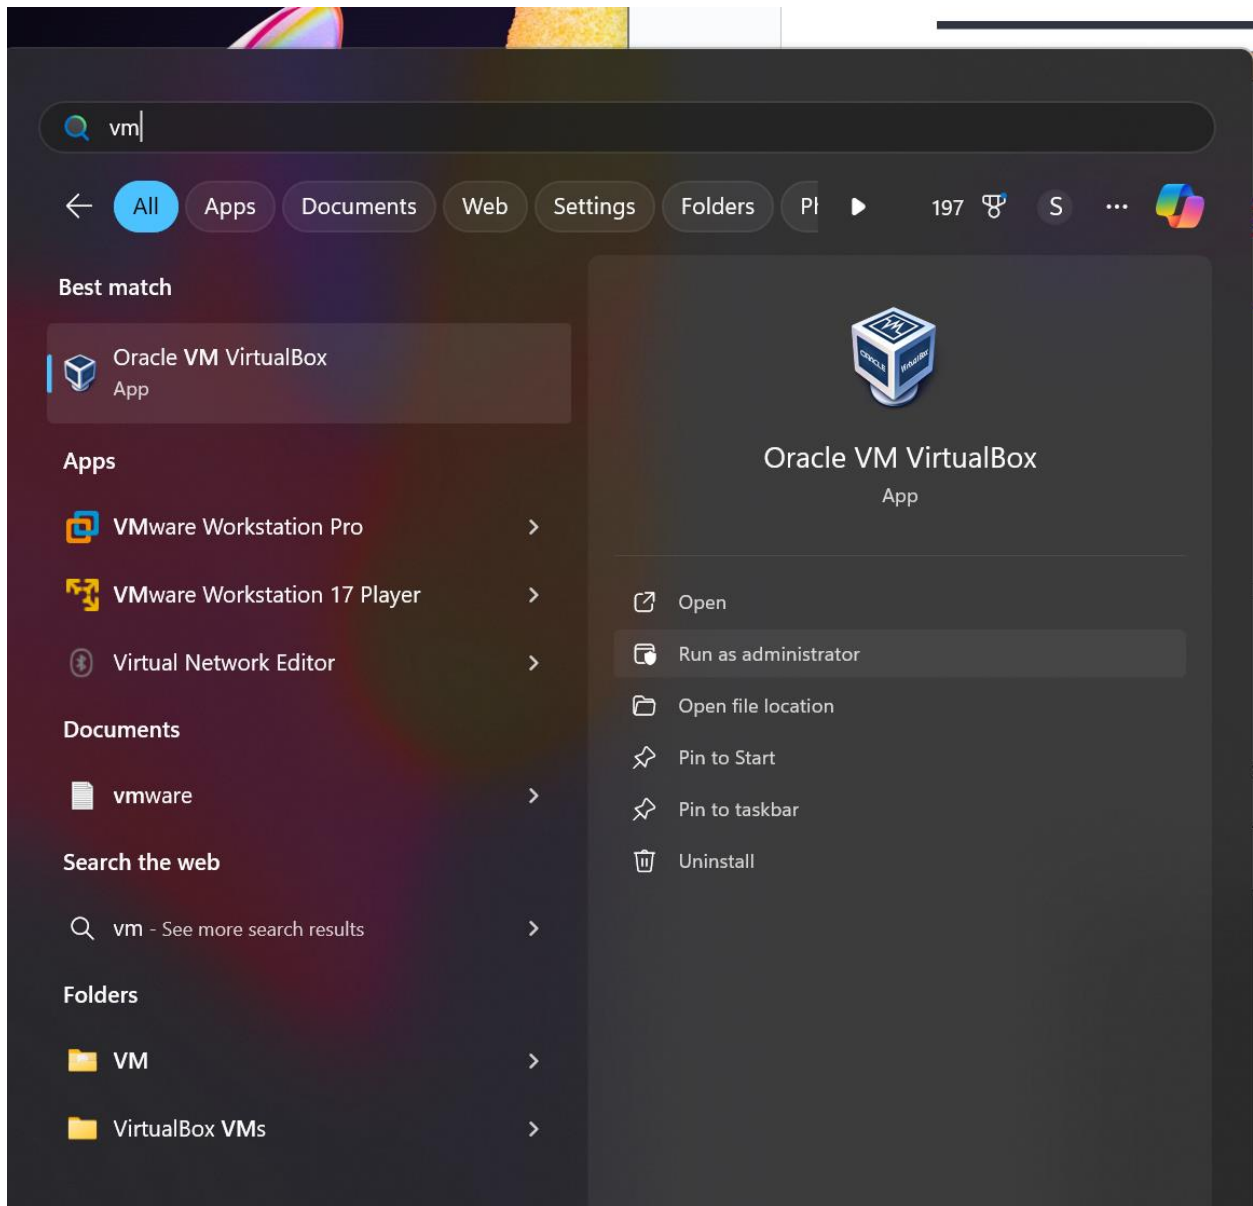 vm
All Apps Documents Web Settings Folders 197 S
Best match
Oracle VM VirtualBox
App
Apps
VMware Workstation Pro
VMware Workstation 17 Player
Virtual Network Editor
Documents
vmware
Search the web
vm - See more search results
Folders
VM
VirtualBox VMs
ORACLE VirtualBox
Oracle VM VirtualBox
App
Open
Run as administrator
Open file location
Pin to Start
Pin to taskbar
Uninstall